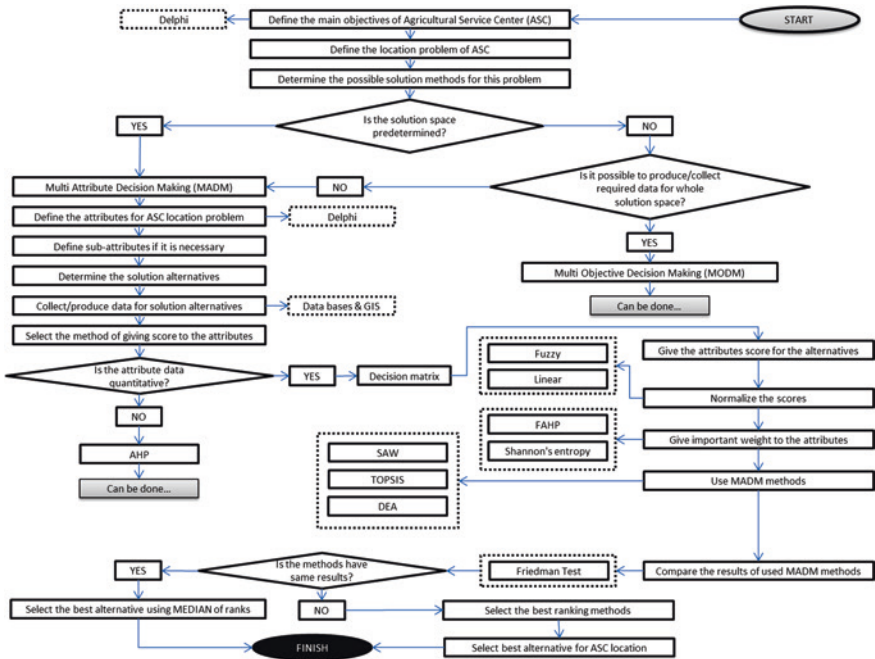 Delphi
Define the main objectives of Agricultural Service Center (ASC)
START
Define the location problem of ASC
Determine the possible solution methods for this problem
Is the solution space
predetermined?
YES
NO
Is it possible to produce/collect
required data for whole
solution space?
Multi Attribute Decision Making (MADM)
NO
Define the attributes for ASC location problem
Delphi
YES
Define sub-attributes if it is necessary
Determine the solution alternatives
Multi Objective Decision Making (MODM)
Collect/produce data for solution alternatives
Data bases & GIS
Can be done...
Select the method of giving score to the attributes
Is the attribute data
quantitative?
YES
Decision matrix
Fuzzy
Linear
Give the attributes score for the alternatives
Normalize the scores
NO
FAHP
Shannon's entropy
Give important weight to the attributes
AHP
SAW
TOPSIS
DEA
Use MADM methods
Can be done...
Is the methods have
same results?
YES
Friedman Test
Compare the results of used MADM methods
Select the best alternative using MEDIAN of ranks
NO
Select the best ranking methods
FINISH
Select best alternative for ASC location